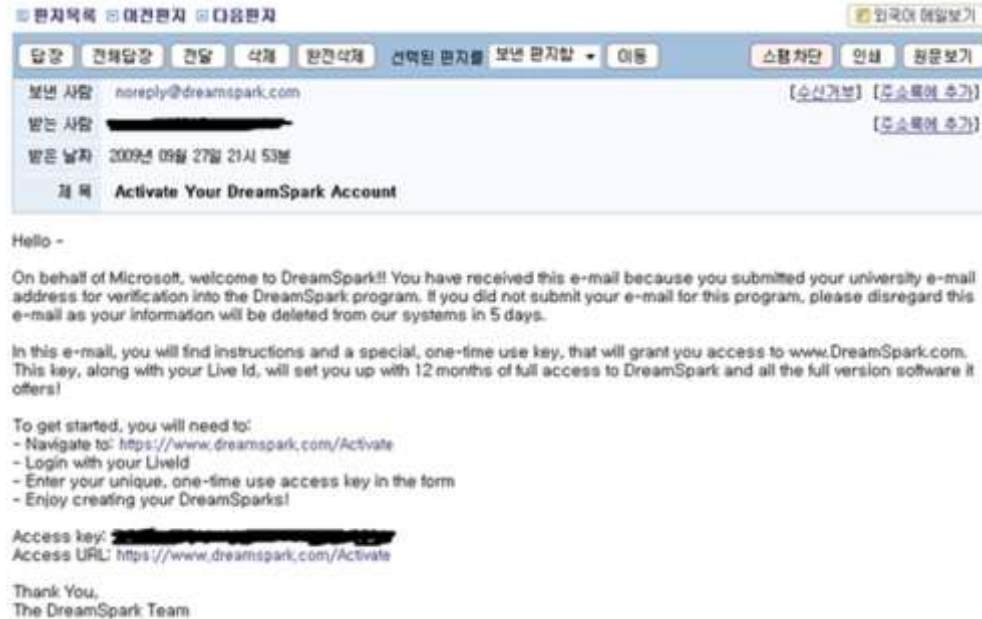 편지목록 이전편지 다음편지 외국어 메일보기
답장 전체답장 전달 삭제 완전삭제 선택된 편지를 보낸 편지함 이동 스팸차단 인쇄 원문보기
보낸 사람 noreply@dreamspark.com [수신거부] [주소록에 추가]
받는 사람 [주소록에 추가]
받은 날짜 2009년 09월 27일 21시 53분
제 목 Activate Your DreamSpark Account
Hello -
On behalf of Microsoft, welcome to DreamSpark!! You have received this e-mail because you submitted your university e-mail
address for verification into the DreamSpark program. If you did not submit your e-mail for this program, please disregard this
e-mail as your information will be deleted from our systems in 5 days.
In this e-mail, you will find instructions and a special, one-time use key, that will grant you access to www.DreamSpark.com.
This key, along with your Live Id, will set you up with 12 months of full access to DreamSpark and all the full version software it
offers!
To get started, you will need to:
- Navigate to: https://www.dreamspark.com/Activate
- Login with your LiveId
- Enter your unique, one-time use access key in the form
- Enjoy creating your DreamSparks!
Access key:
Access URL: https://www.dreamspark.com/Activate
Thank You,
The DreamSpark Team